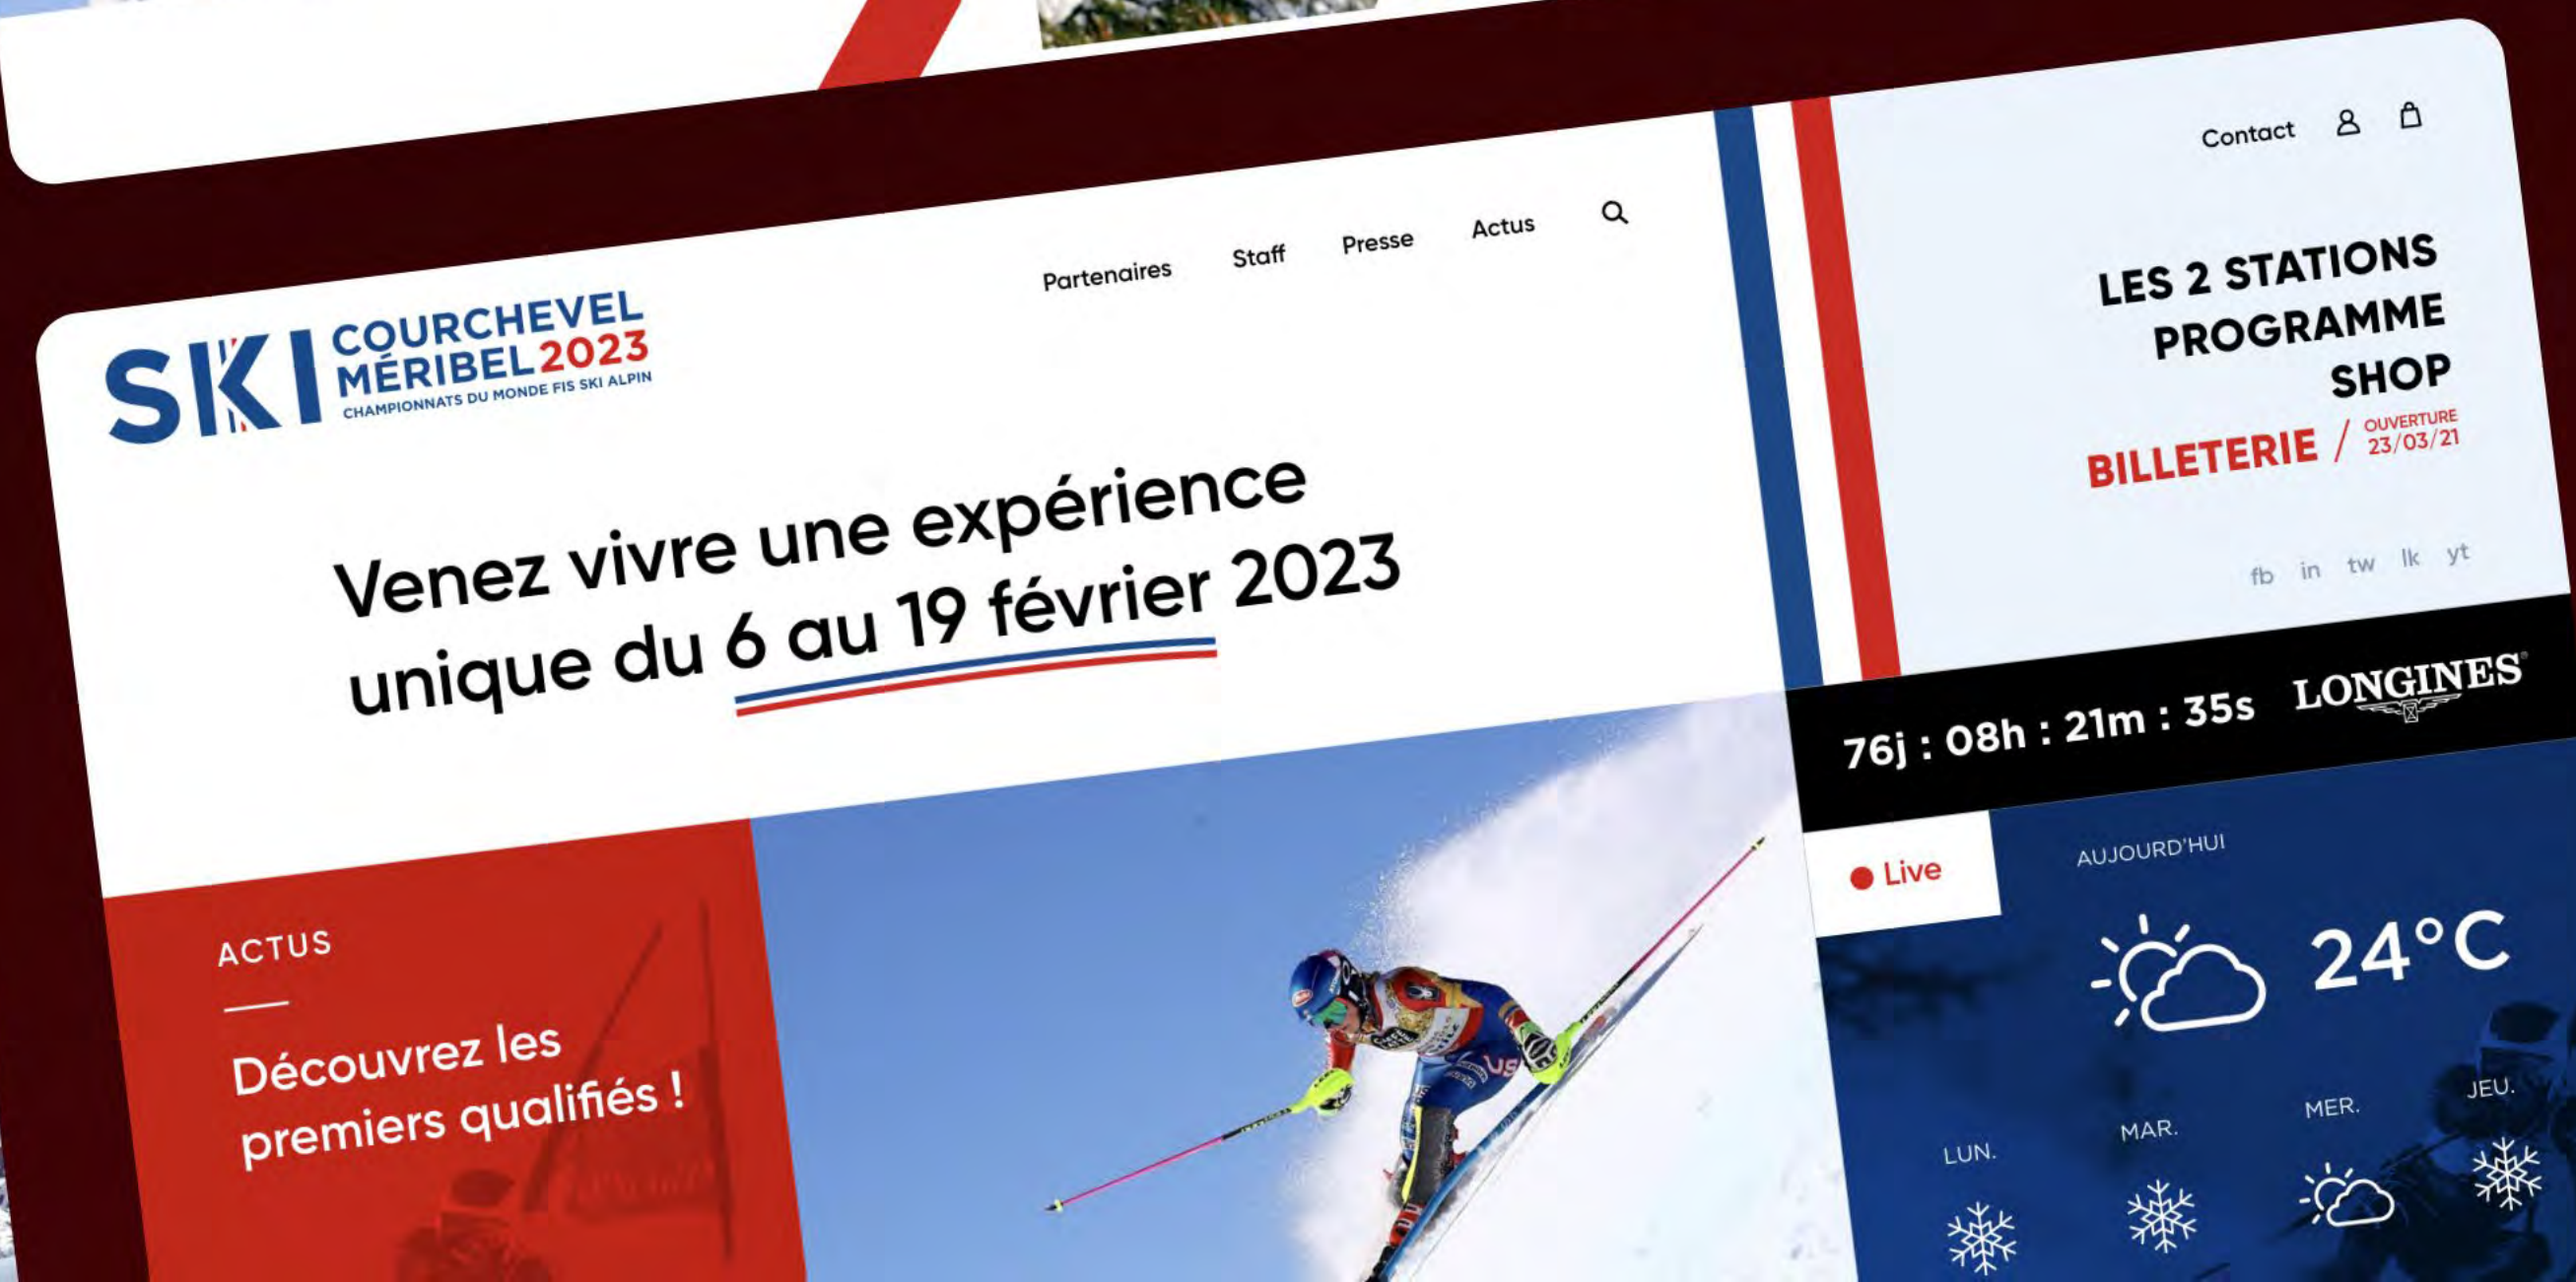 SKI
COURCHEVEL
MÉRIBEL 2023
CHAMPIONNATS DU MONDE FIS SKI ALPIN
Partenaires Staff Presse Actus
Contact
LES 2 STATIONS
PROGRAMME
SHOP
BILLETERIE / OUVERTURE
23/03/21
fb in tw lk yt
Venez vivre une expérience
unique du 6 au 19 février 2023
76j : 08h : 21m : 35s LONGINES
ACTUS
Découvrez les
premiers qualifiés !
US
Live
AUJOURD'HUI
24°C
LUN. MAR. MER. JEU.